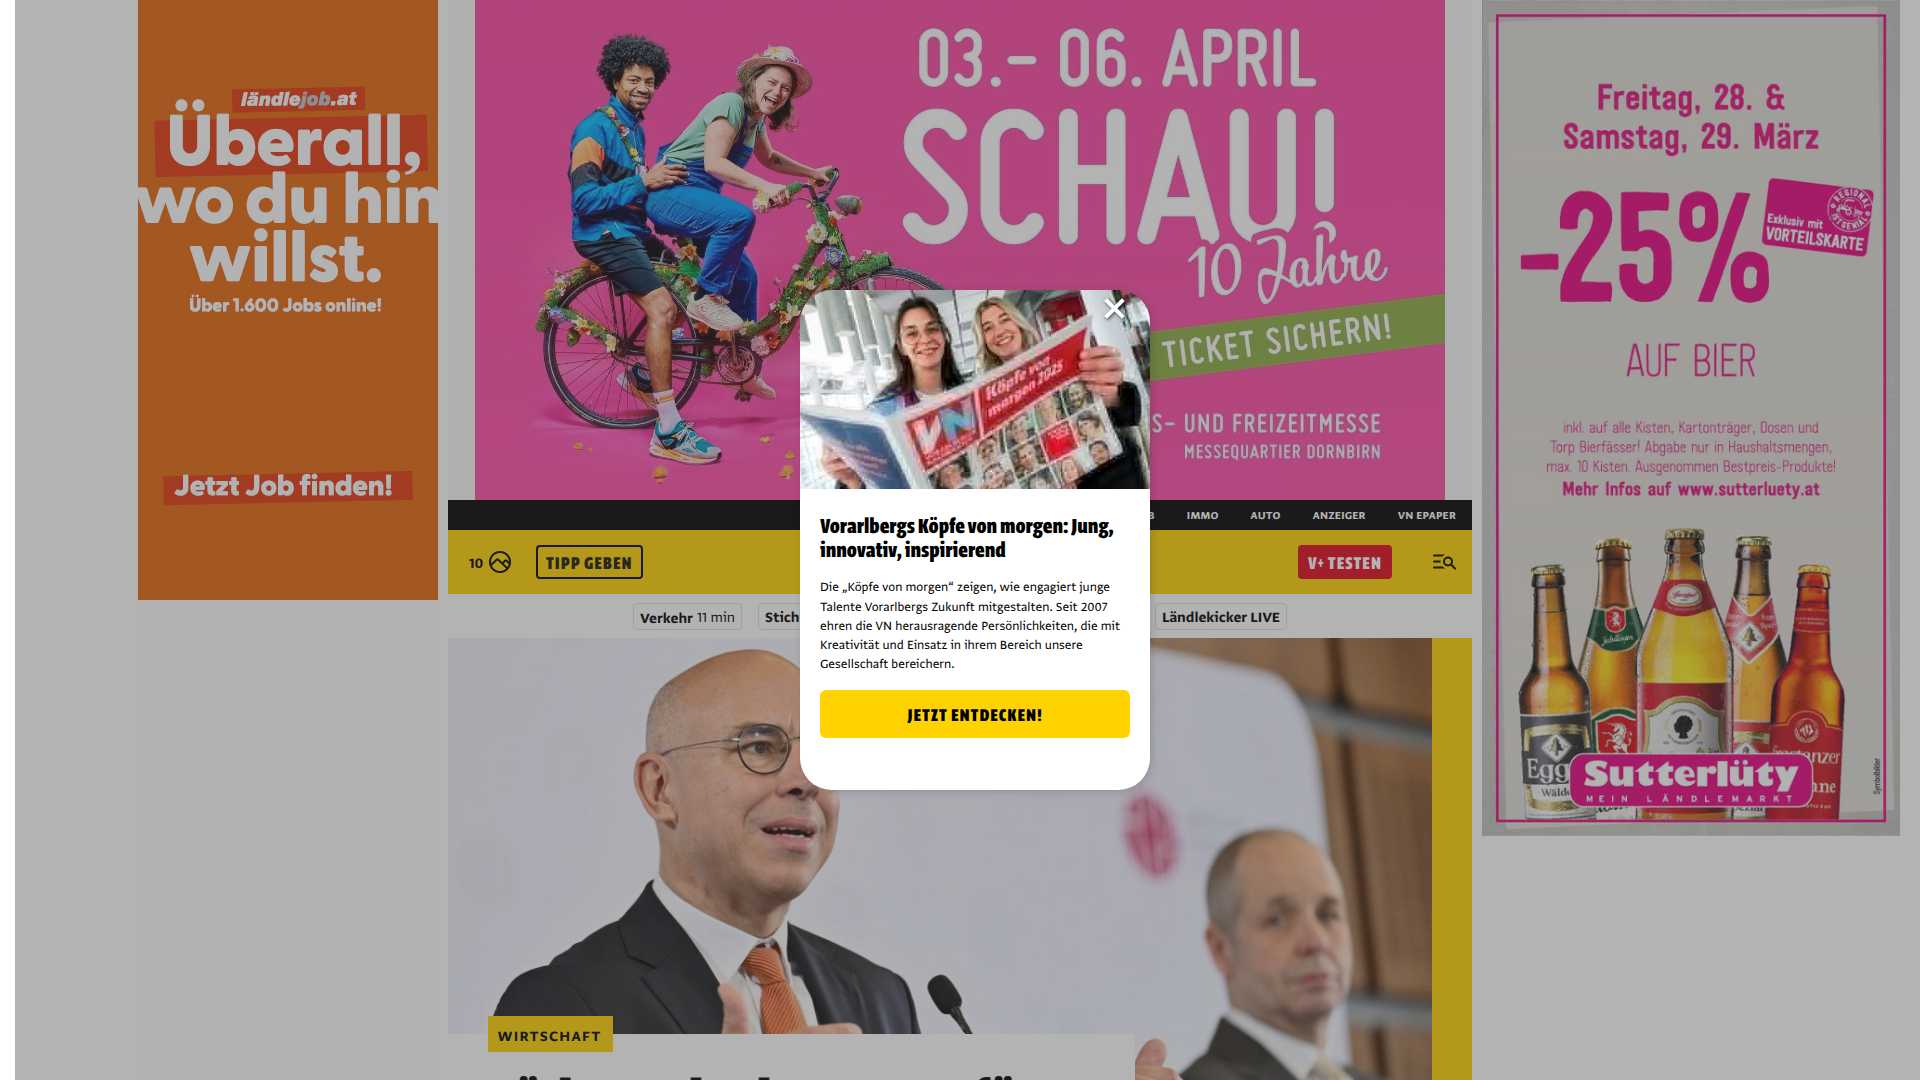 ländlejob.at
Überall,
wo du hin
willst.
Über 1.600 Jobs online!
Jetzt Job finden!
03.– 06. APRIL
SCHAU!
10 Jahre
TICKET SICHERN!
S– UND FREIZEITMESSE
MESSEQUARTIER DORNBIRN
Freitag, 28. &
Samstag, 29. März
-25%
REGIONAL
IST GENIAL
Exklusiv mit
VORTEILSKARTE
AUF BIER
inkl. auf alle Kisten, Kartonträger, Dosen und
Torp Bierfässer! Abgabe nur in Haushaltsmengen,
max. 10 Kisten. Ausgenommen Bestpreis-Produkte!
Mehr Infos auf www.sutterluety.at
Egg
Wälde
Sutterlüty
MEIN LÄNDLEMARKT
Symbolbilder
B IMMO AUTO ANZEIGER VN EPAPER
10 TIPP GEBEN V+ TESTEN
Verkehr 11 min Stich Ländlekicker LIVE
Köpfe von
morgen 2025
VN
Vorarlbergs Köpfe von morgen: Jung,
innovativ, inspirierend
Die „Köpfe von morgen“ zeigen, wie engagiert junge
Talente Vorarlbergs Zukunft mitgestalten. Seit 2007
ehren die VN herausragende Persönlichkeiten, die mit
Kreativität und Einsatz in ihrem Bereich unsere
Gesellschaft bereichern.
JETZT ENTDECKEN!
WIRTSCHAFT